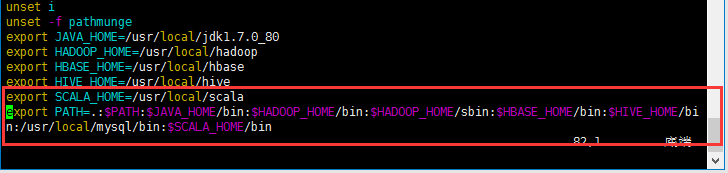 unset i
unset -f pathmunge
export JAVA_HOME=/usr/local/jdk1.7.0_80
export HADOOP_HOME=/usr/local/hadoop
export HBASE_HOME=/usr/local/hbase
export HIVE_HOME=/usr/local/hive
export SCALA_HOME=/usr/local/scala
export PATH=.:$PATH:$JAVA_HOME/bin:$HADOOP_HOME/bin:$HADOOP_HOME/sbin:$HBASE_HOME/bin:$HIVE_HOME/bi
n:/usr/local/mysql/bin:$SCALA_HOME/bin
82,1 底端